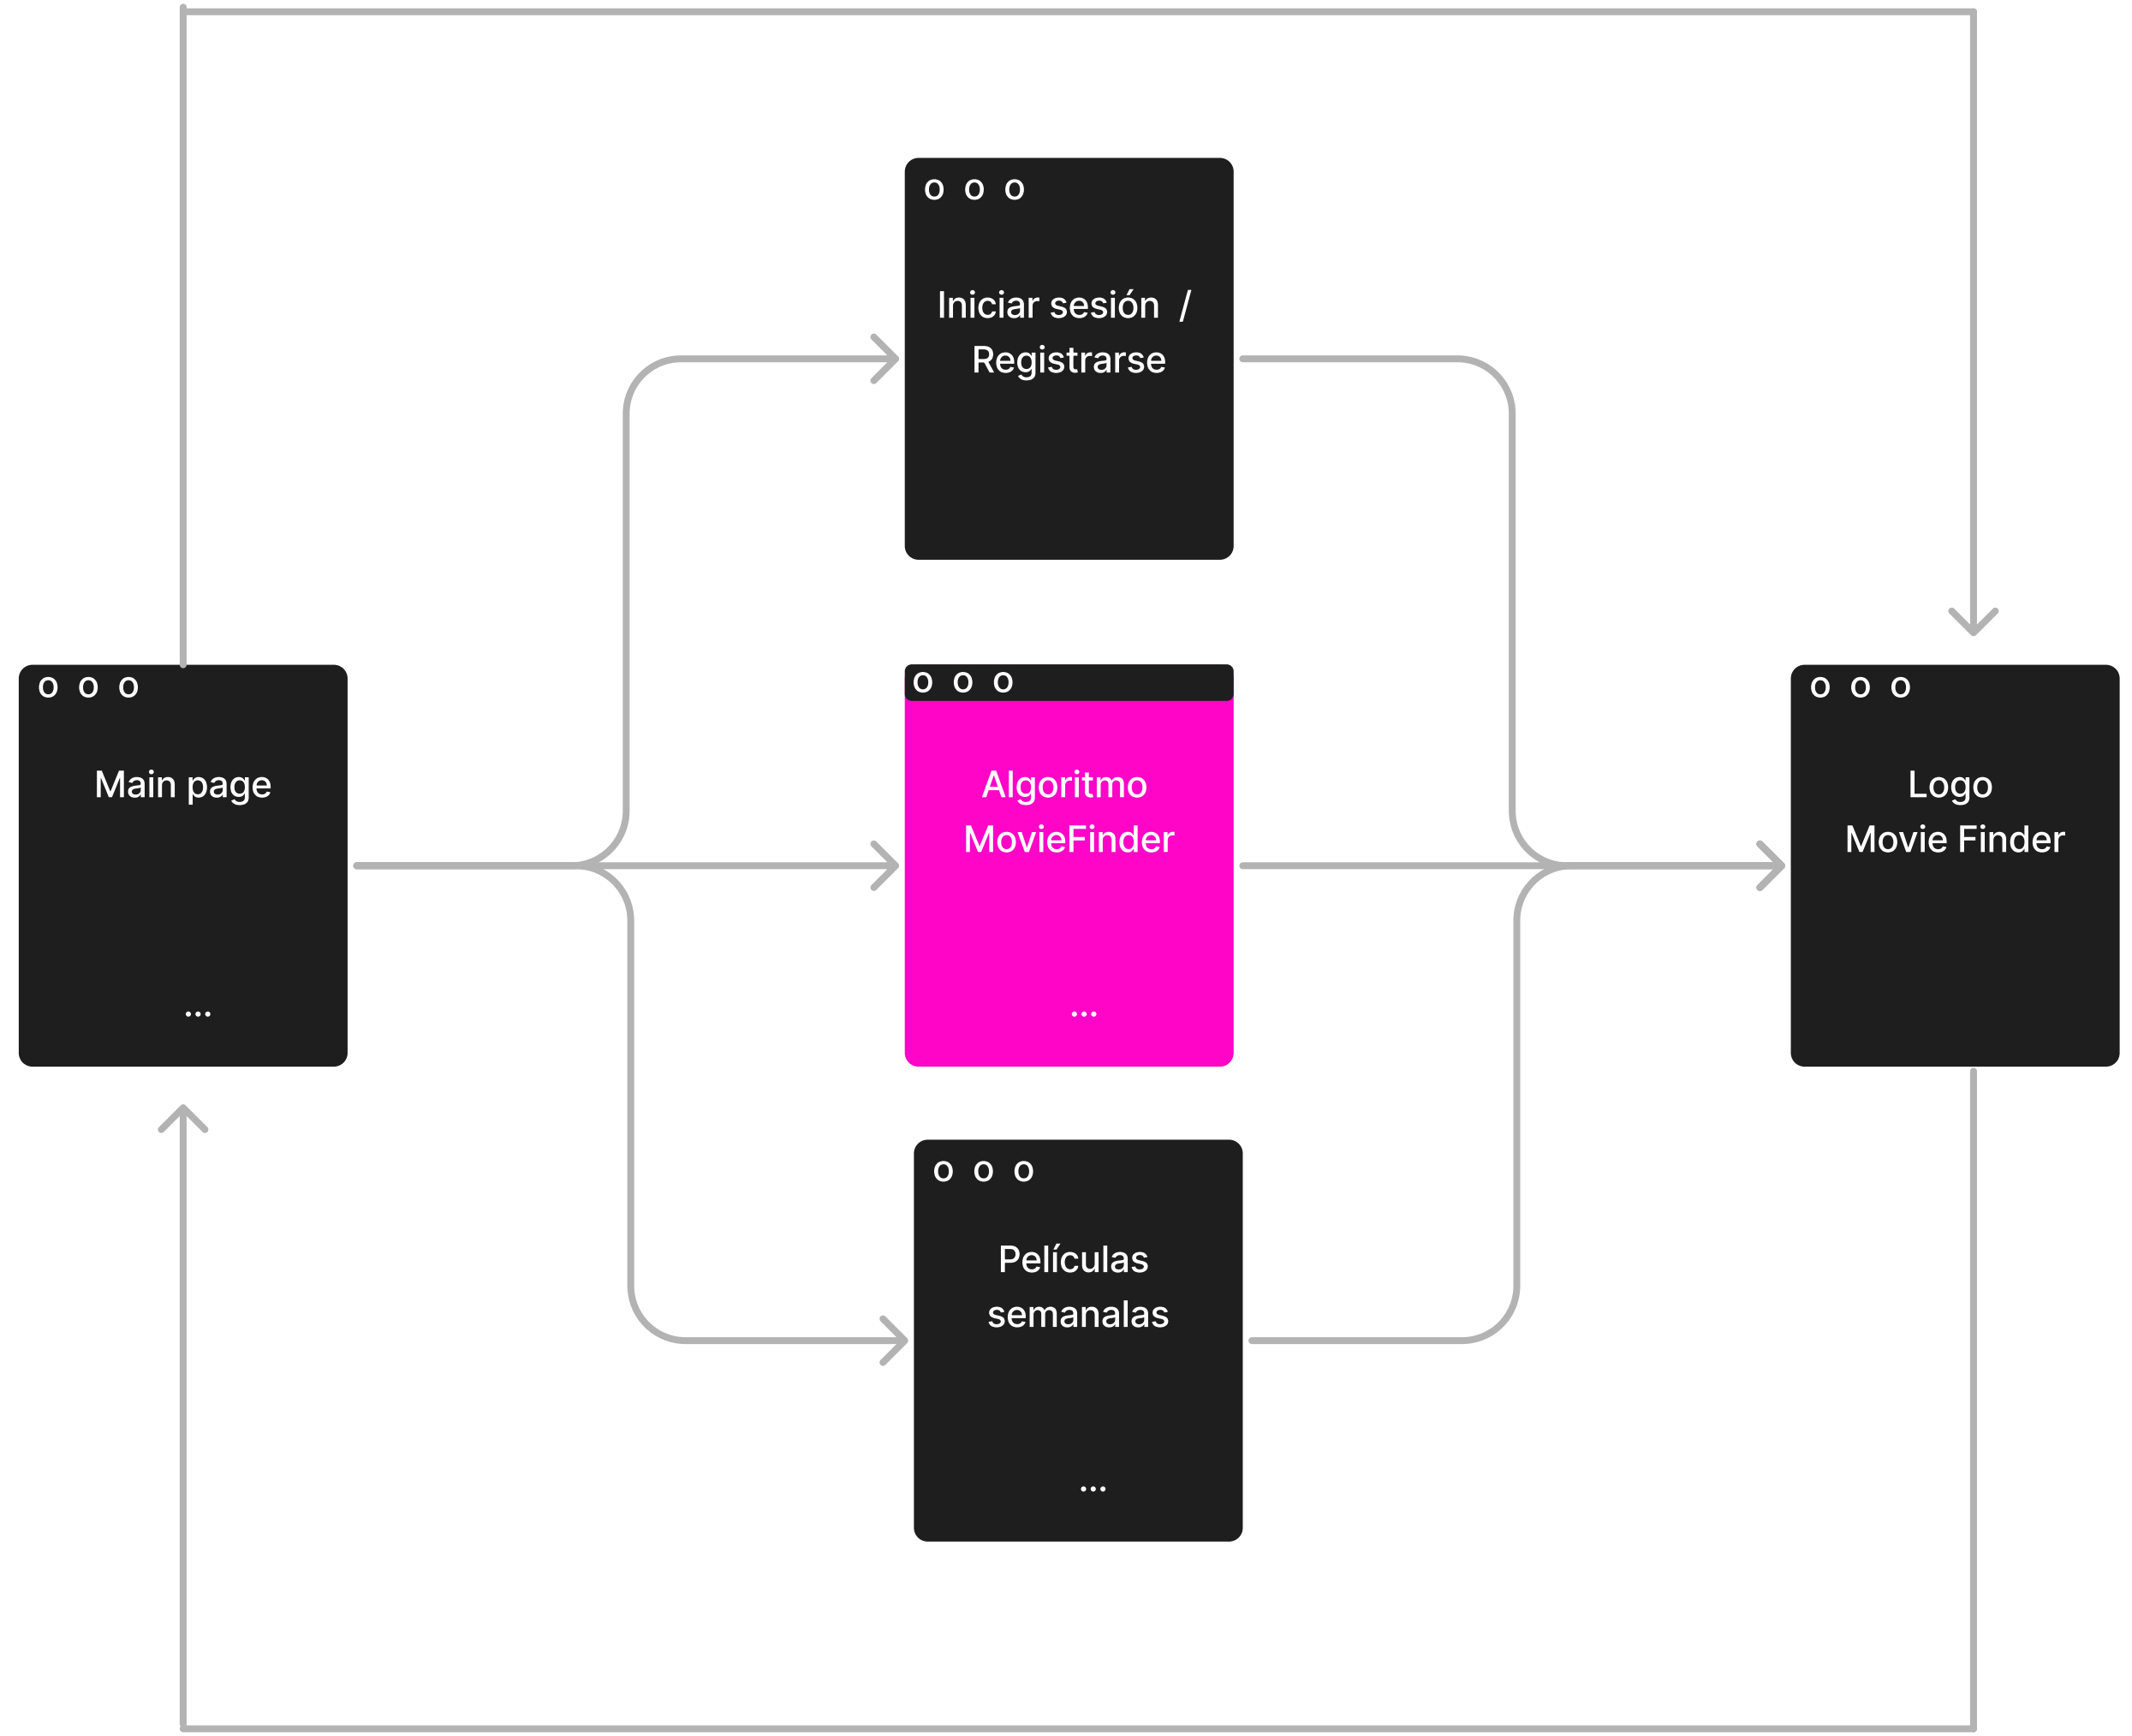 o o o
Iniciar sesión /
Registrarse
o o o
Main page
...
o o o
Algoritmo
MovieFinder
...
o o o
Logo
Movie Finder
o o o
Películas
semanalas
...